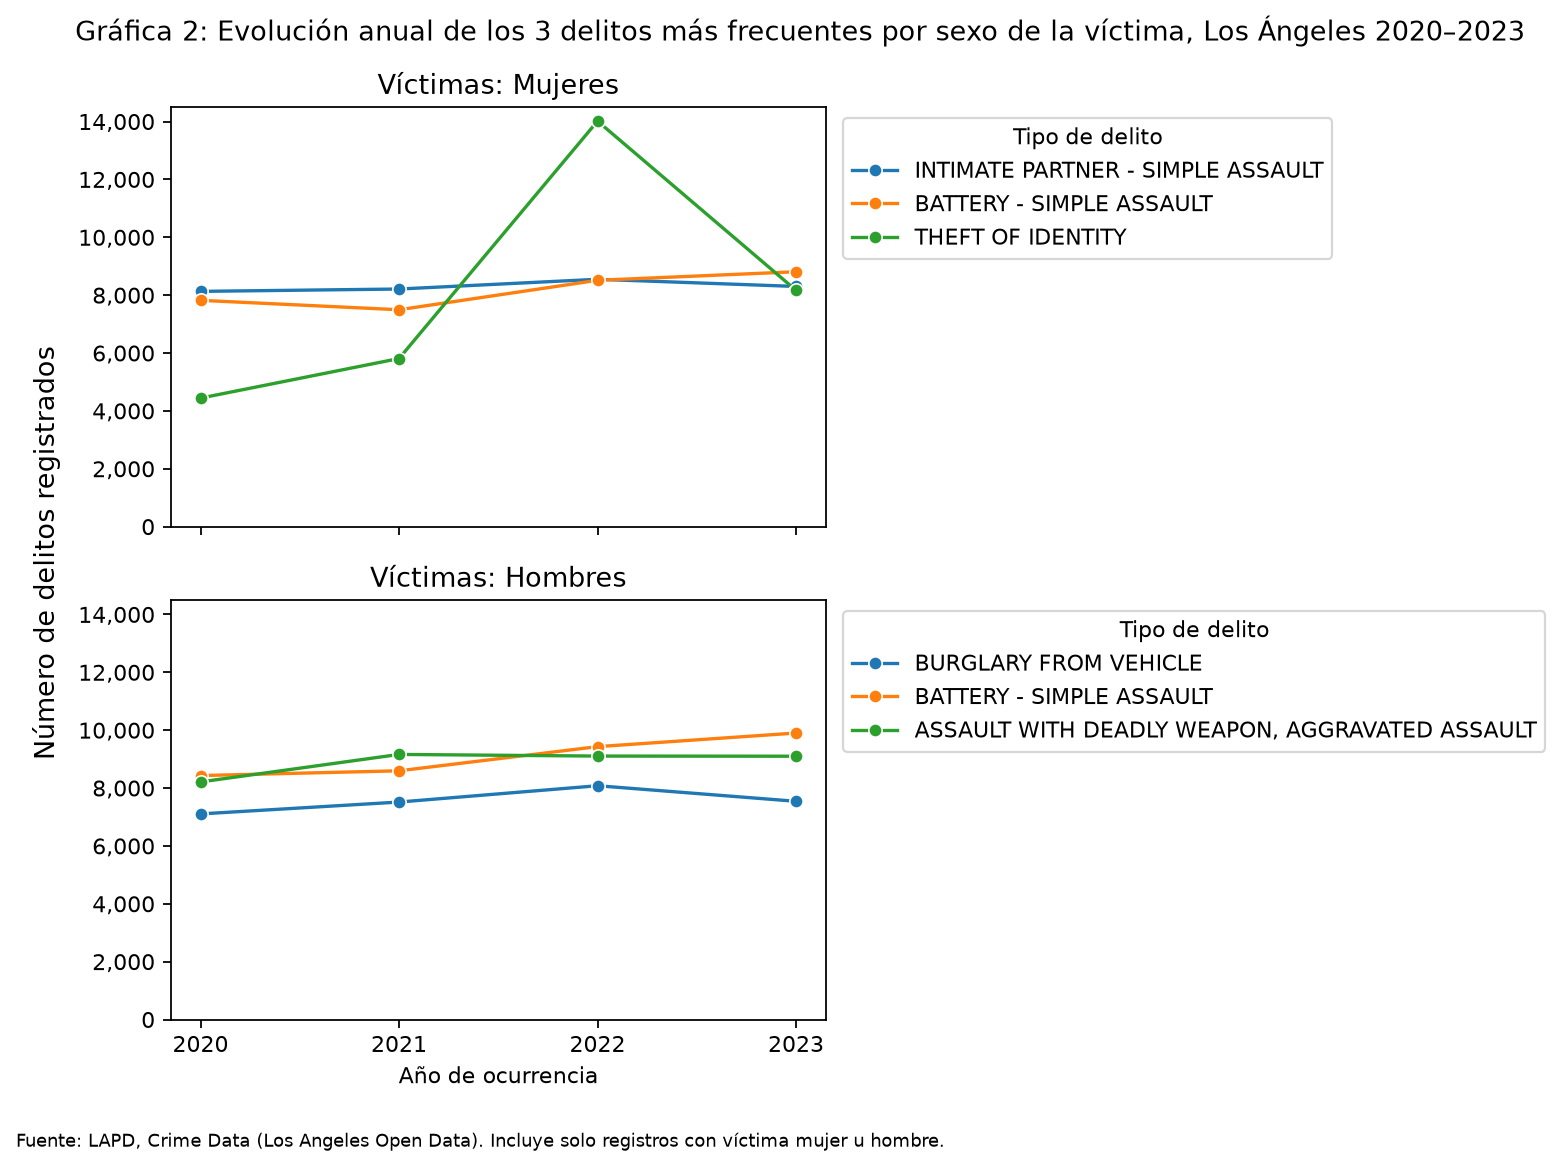 Gráfica 2: Evolución anual de los 3 delitos más frecuentes por sexo de la víctima, Los Ángeles 2020–2023
Víctimas: Mujeres
14,000
12,000
10,000
8,000
6,000
4,000
2,000
0
Tipo de delito
INTIMATE PARTNER - SIMPLE ASSAULT
BATTERY - SIMPLE ASSAULT
THEFT OF IDENTITY
Número de delitos registrados
Víctimas: Hombres
14,000
12,000
10,000
8,000
6,000
4,000
2,000
0
2020 2021 2022 2023
Año de ocurrencia
Tipo de delito
BURGLARY FROM VEHICLE
BATTERY - SIMPLE ASSAULT
ASSAULT WITH DEADLY WEAPON, AGGRAVATED ASSAULT
Fuente: LAPD, Crime Data (Los Angeles Open Data). Incluye solo registros con víctima mujer u hombre.